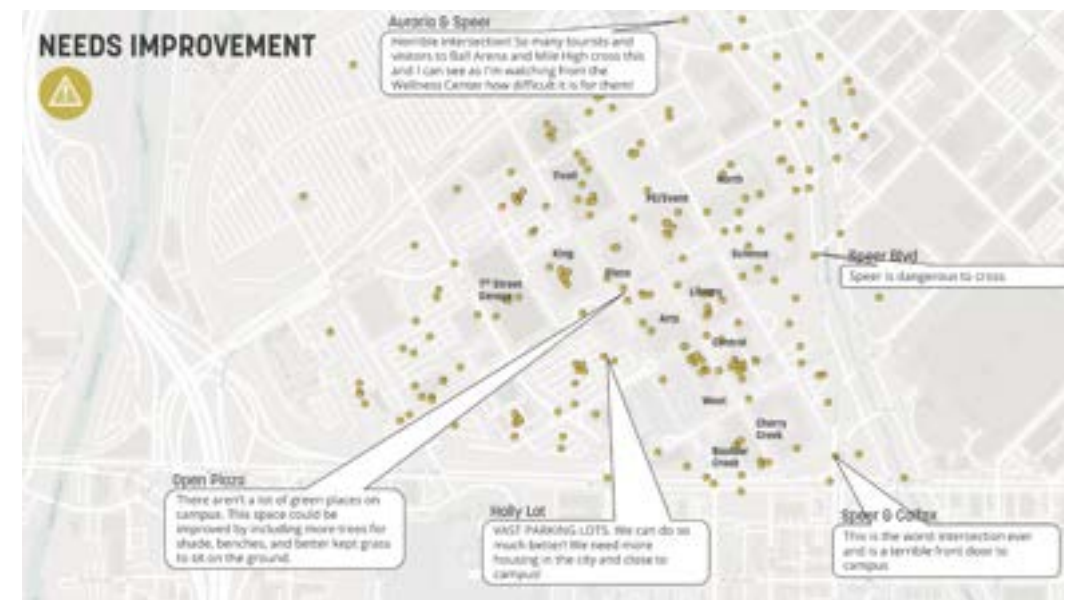 NEEDS IMPROVEMENT
Auraria & Speer
Horrible intersection! So many tourists and
visitors to Ball Arena and Mile High cross this
and I can see as I'm watching from the
Wellness Center how difficult it is for them!
Tivoli
North
McEwans
King
Science
Speer Blvd
Speer is dangerous to cross
Plaza
7th Street
Garage
Library
Arts
Central
West
Cherry
Creek
Boulder
Creek
Open Plaza
There aren't a lot of green places on
campus. This space could be
improved by including more trees for
shade, benches, and better kept grass
to sit on the ground.
Holly Lot
VAST PARKING LOTS. We can do so
much better! We need more
housing in the city and close to
campus!
Speer & Colfax
This is the worst intersection ever
and is a terrible front door to
campus